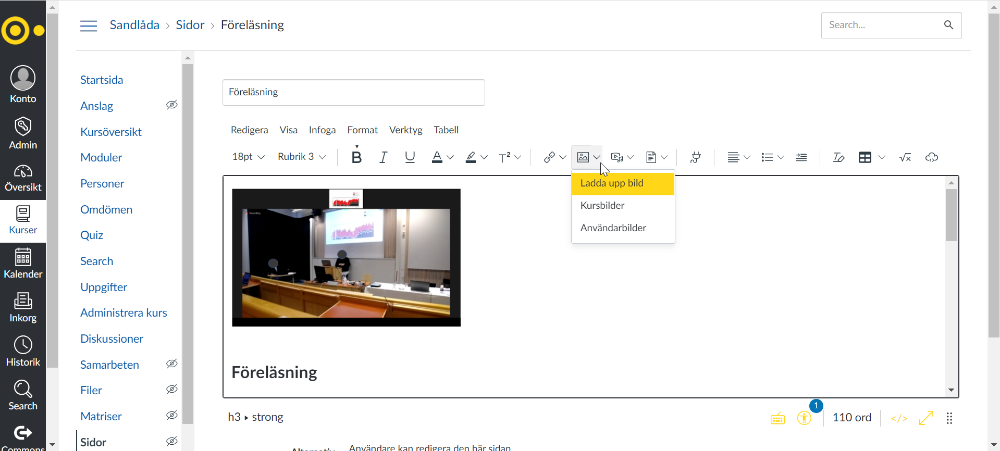 Sandlåda › Sidor › Föreläsning
Search...
Konto
Admin
Översikt
Kurser
Kalender
Inkorg
Historik
Search
Commons
Startsida
Anslag
Kursöversikt
Moduler
Personer
Omdömen
Quiz
Search
Uppgifter
Administrera kurs
Diskussioner
Samarbeten
Filer
Matriser
Sidor
Föreläsning
Redigera Visa Infoga Format Verktyg Tabell
18pt Rubrik 3 B I U A T²
Ladda upp bild
Kursbilder
Användarbilder
Recording
Föreläsning
h3 ▸ strong
1
110 ord
</>
Alternativ Användare kan redigera den här sidan